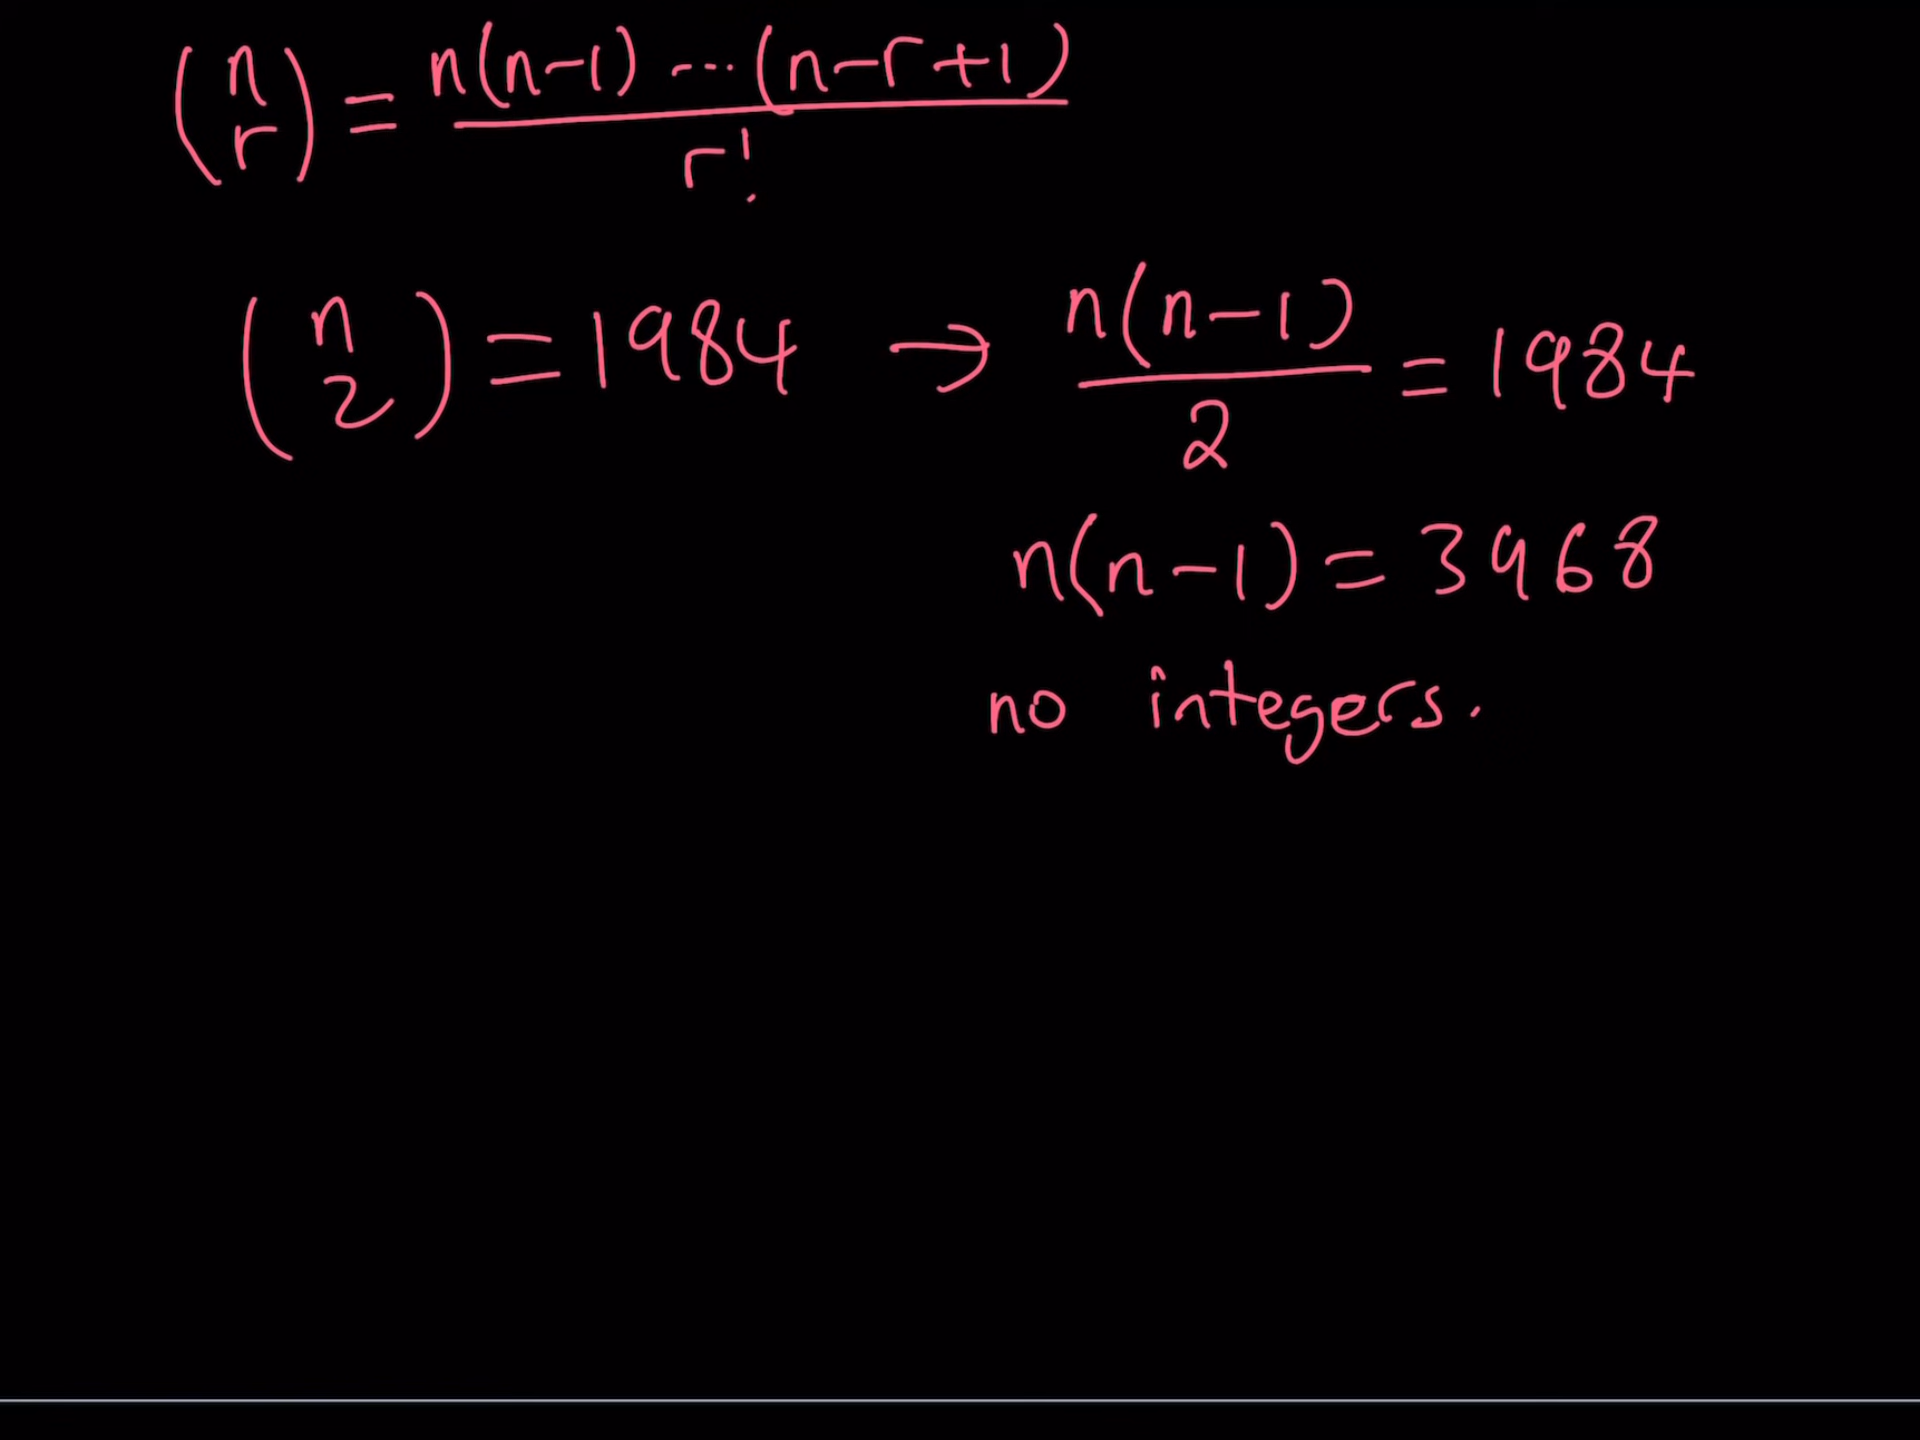 (n r) = n(n-1) ... (n-r+1) / r!
(n 2) = 1984 → n(n-1) / 2 = 1984
n(n-1) = 3968
no integers.